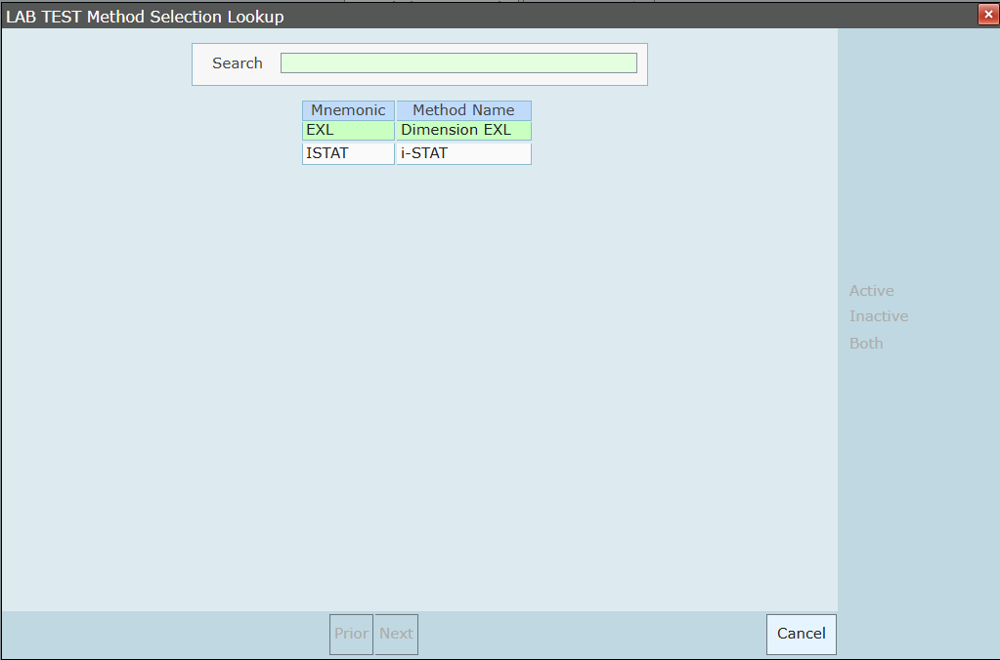 LAB TEST Method Selection Lookup
Search
Mnemonic Method Name
EXL Dimension EXL
ISTAT i-STAT
Active
Inactive
Both
Prior Next Cancel